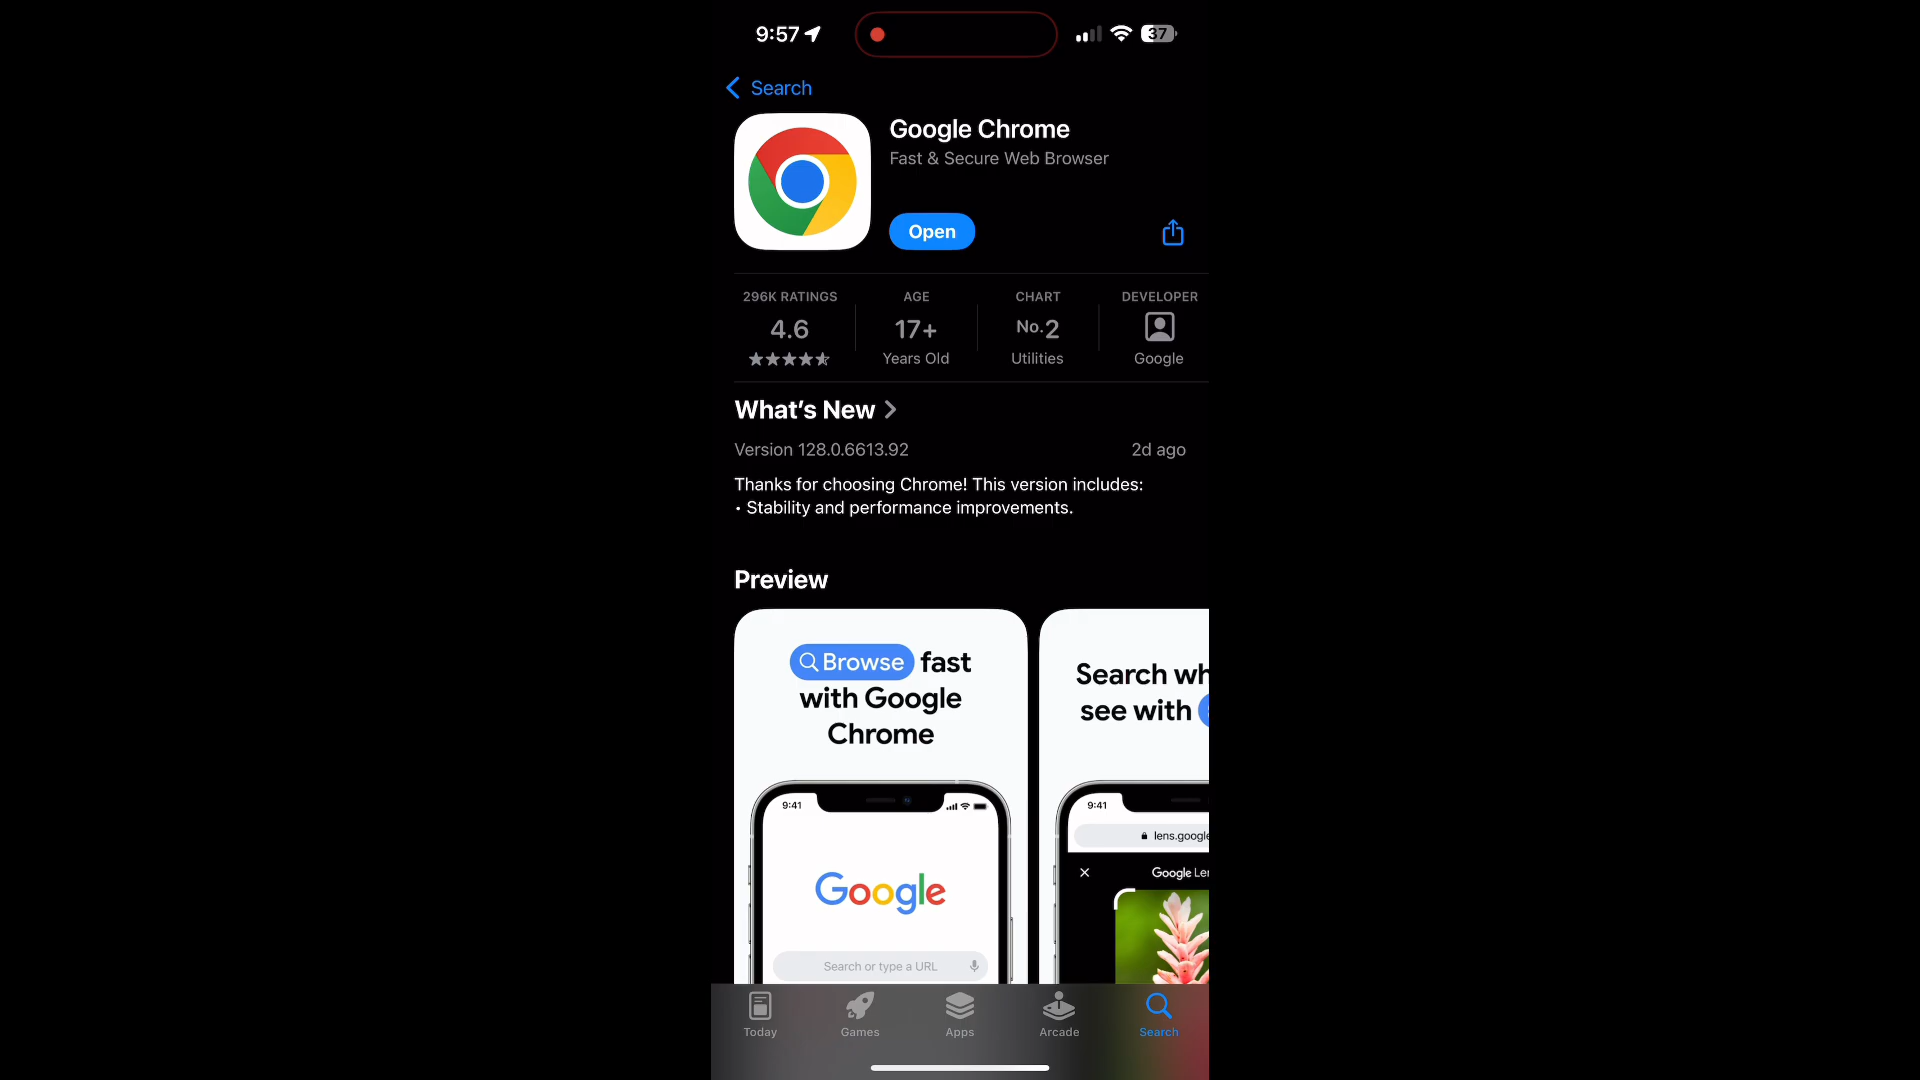 9:57
37
Search
Google Chrome
Fast & Secure Web Browser
Open
296K RATINGS
4.6
AGE
17+
Years Old
CHART
No.2
Utilities
DEVELOPER
Google
What's New
Version 128.0.6613.92
2d ago
Thanks for choosing Chrome! This version includes:
• Stability and performance improvements.
Preview
Browse fast
with Google
Chrome
9:41
Google
Search or type a URL
Search wh
see with
9:41
lens.google
Google Len
Today
Games
Apps
Arcade
Search